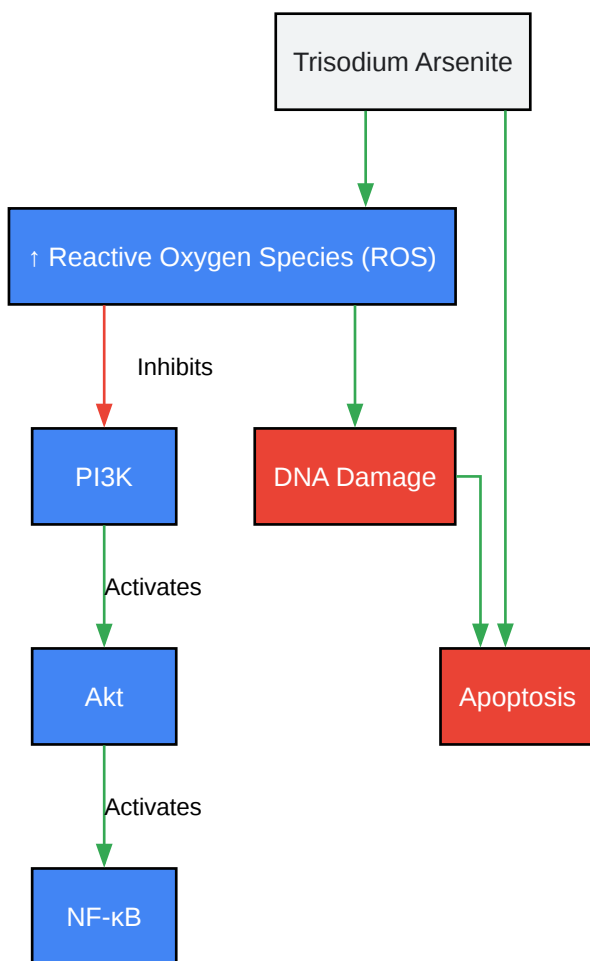 Trisodium Arsenite
↑ Reactive Oxygen Species (ROS)
Inhibits
PI3K
DNA Damage
Activates
Akt
Apoptosis
Activates
NF-κB